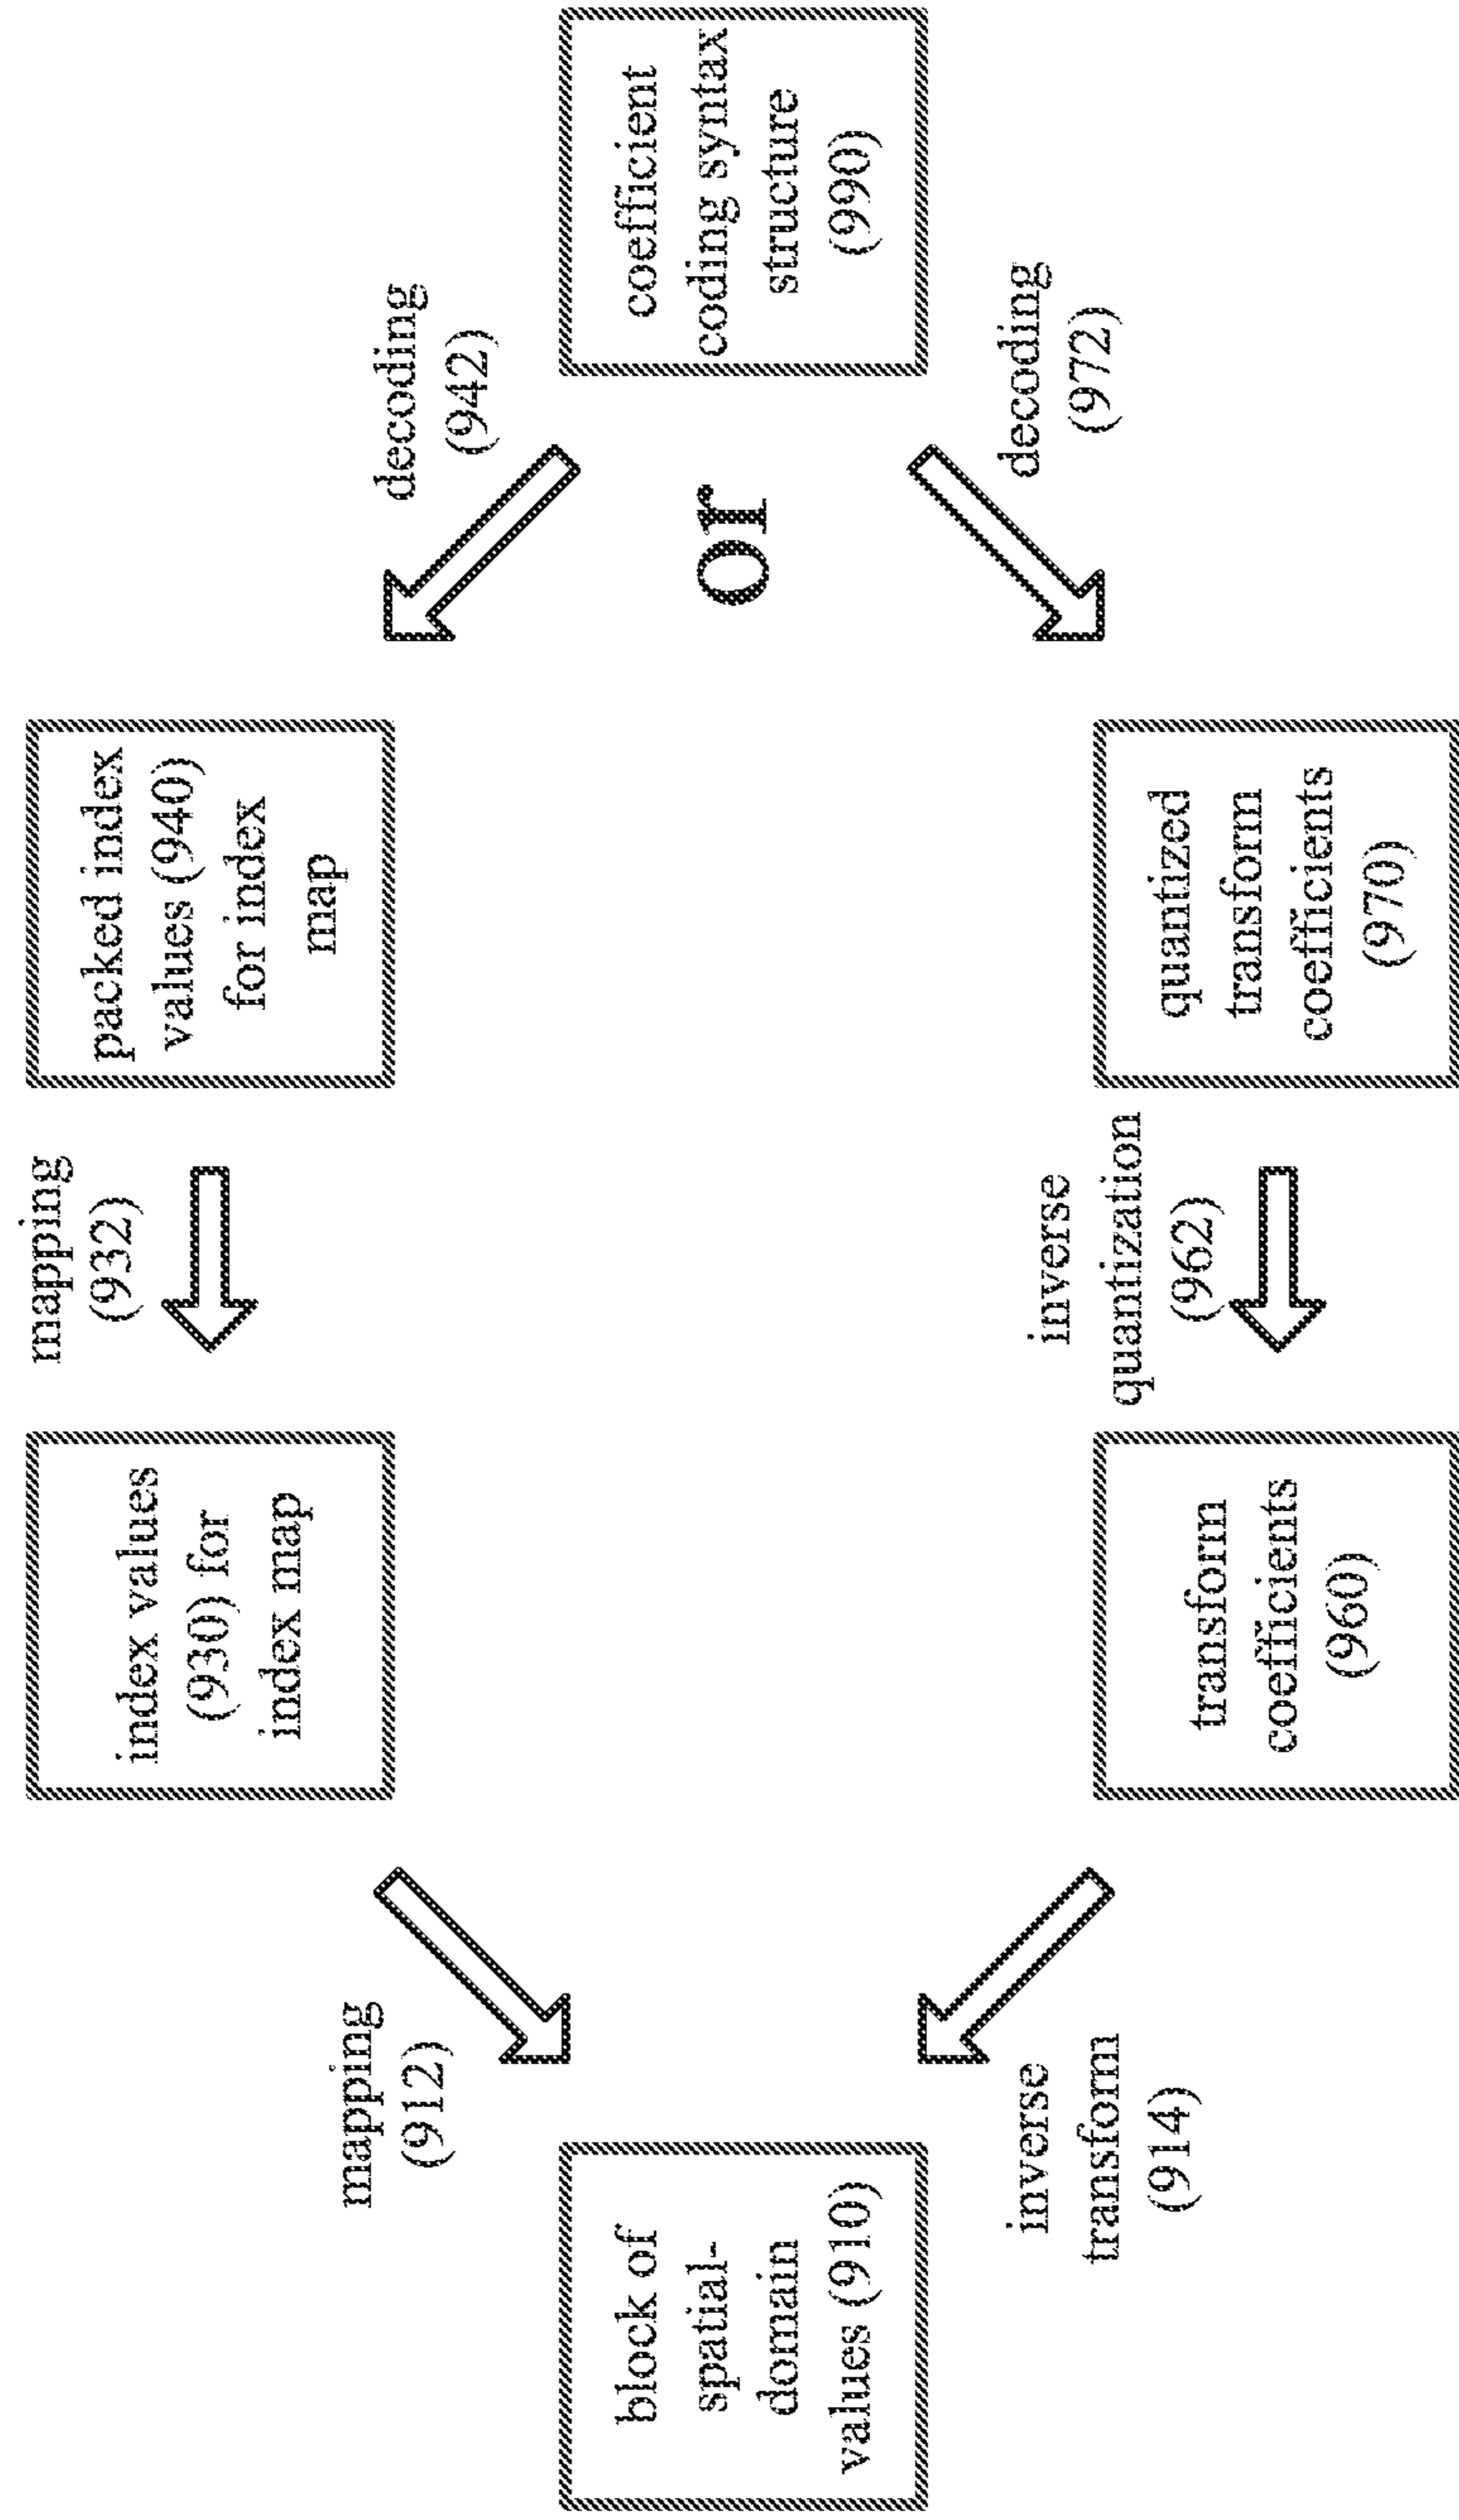 mapping
(932)
index values
(930) for
index map
packed index
values (940)
for index
map
mapping
(912)
decoding
(942)
block of
spatial-
domain
values (910)
or
coefficient
coding syntax
structure
(990)
inverse
transform
(914)
decoding
(972)
inverse
quantization
(962)
transform
coefficients
(960)
quantized
transform
coefficients
(970)